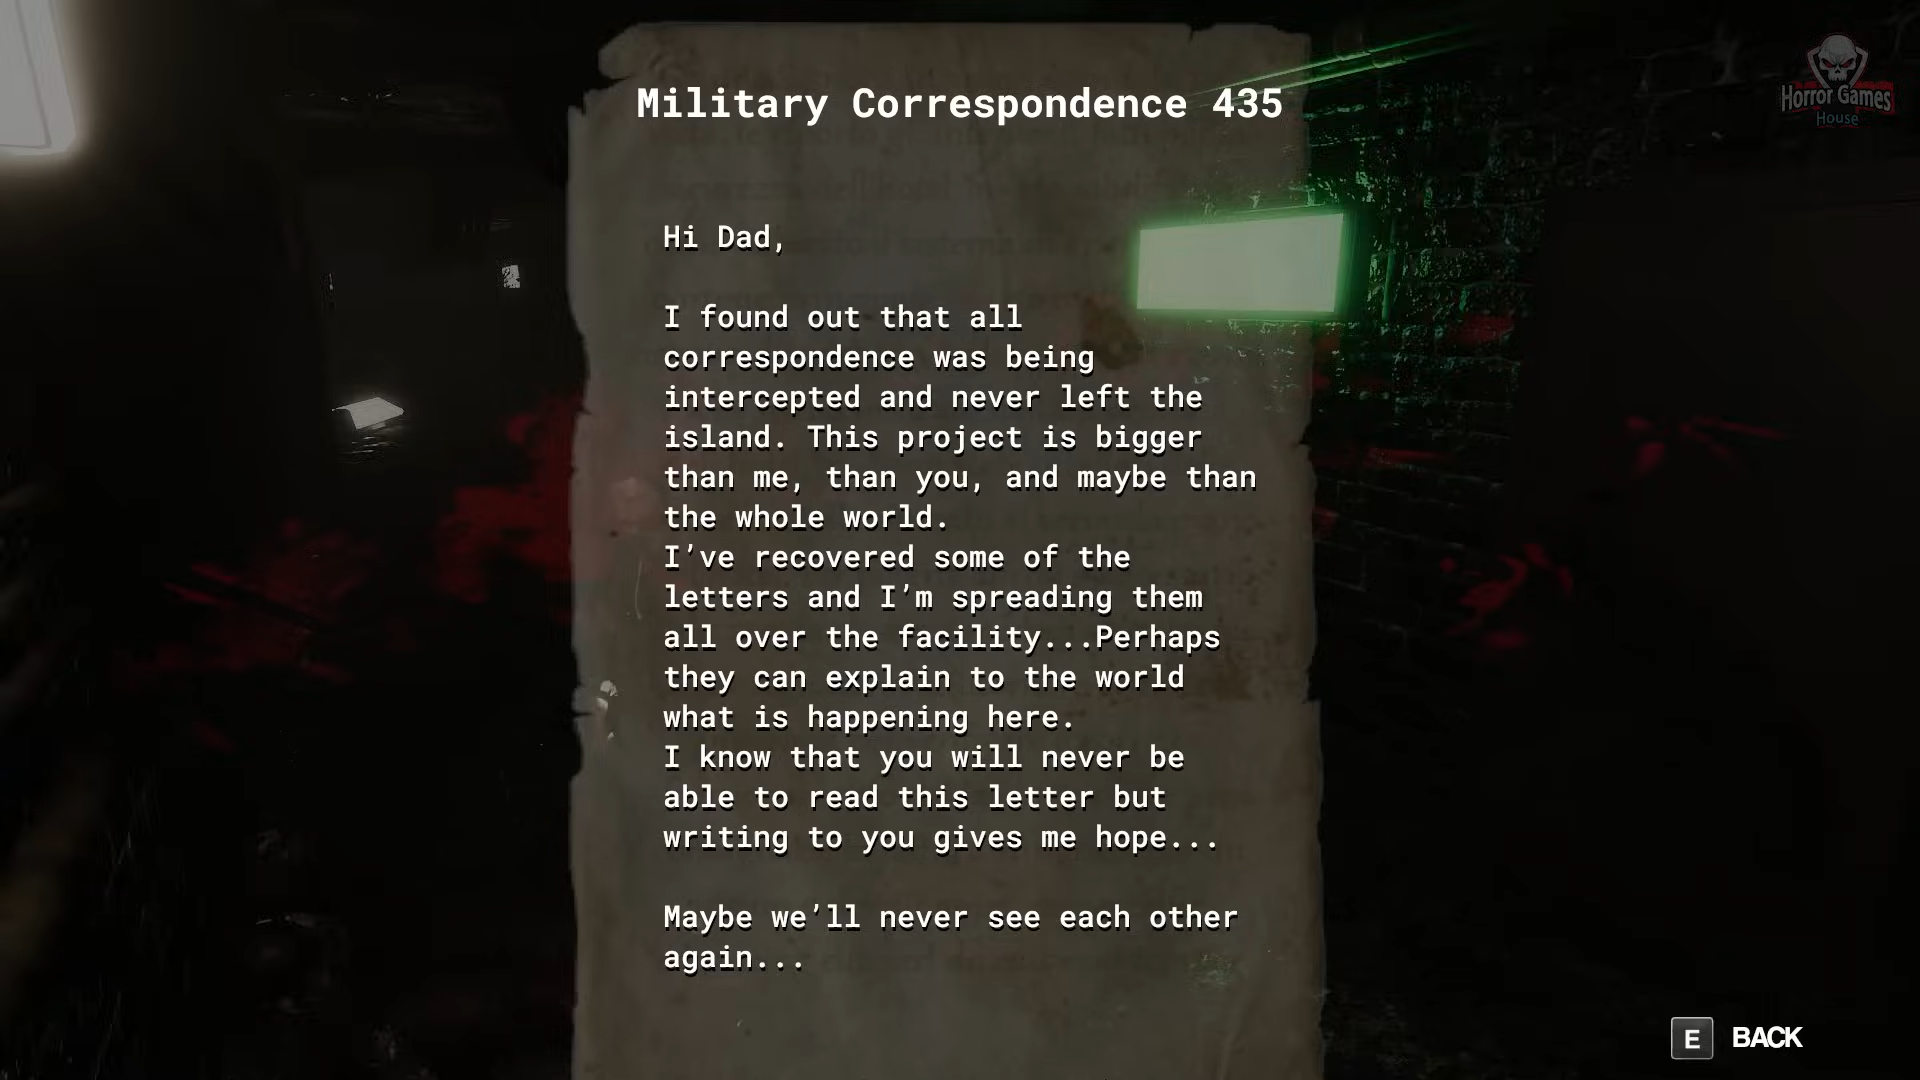 Military Correspondence 435
Horror Games
House
Hi Dad,
I found out that all
correspondence was being
intercepted and never left the
island. This project is bigger
than me, than you, and maybe than
the whole world.
I’ve recovered some of the
letters and I’m spreading them
all over the facility...Perhaps
they can explain to the world
what is happening here.
I know that you will never be
able to read this letter but
writing to you gives me hope...
Maybe we’ll never see each other
again...
E BACK